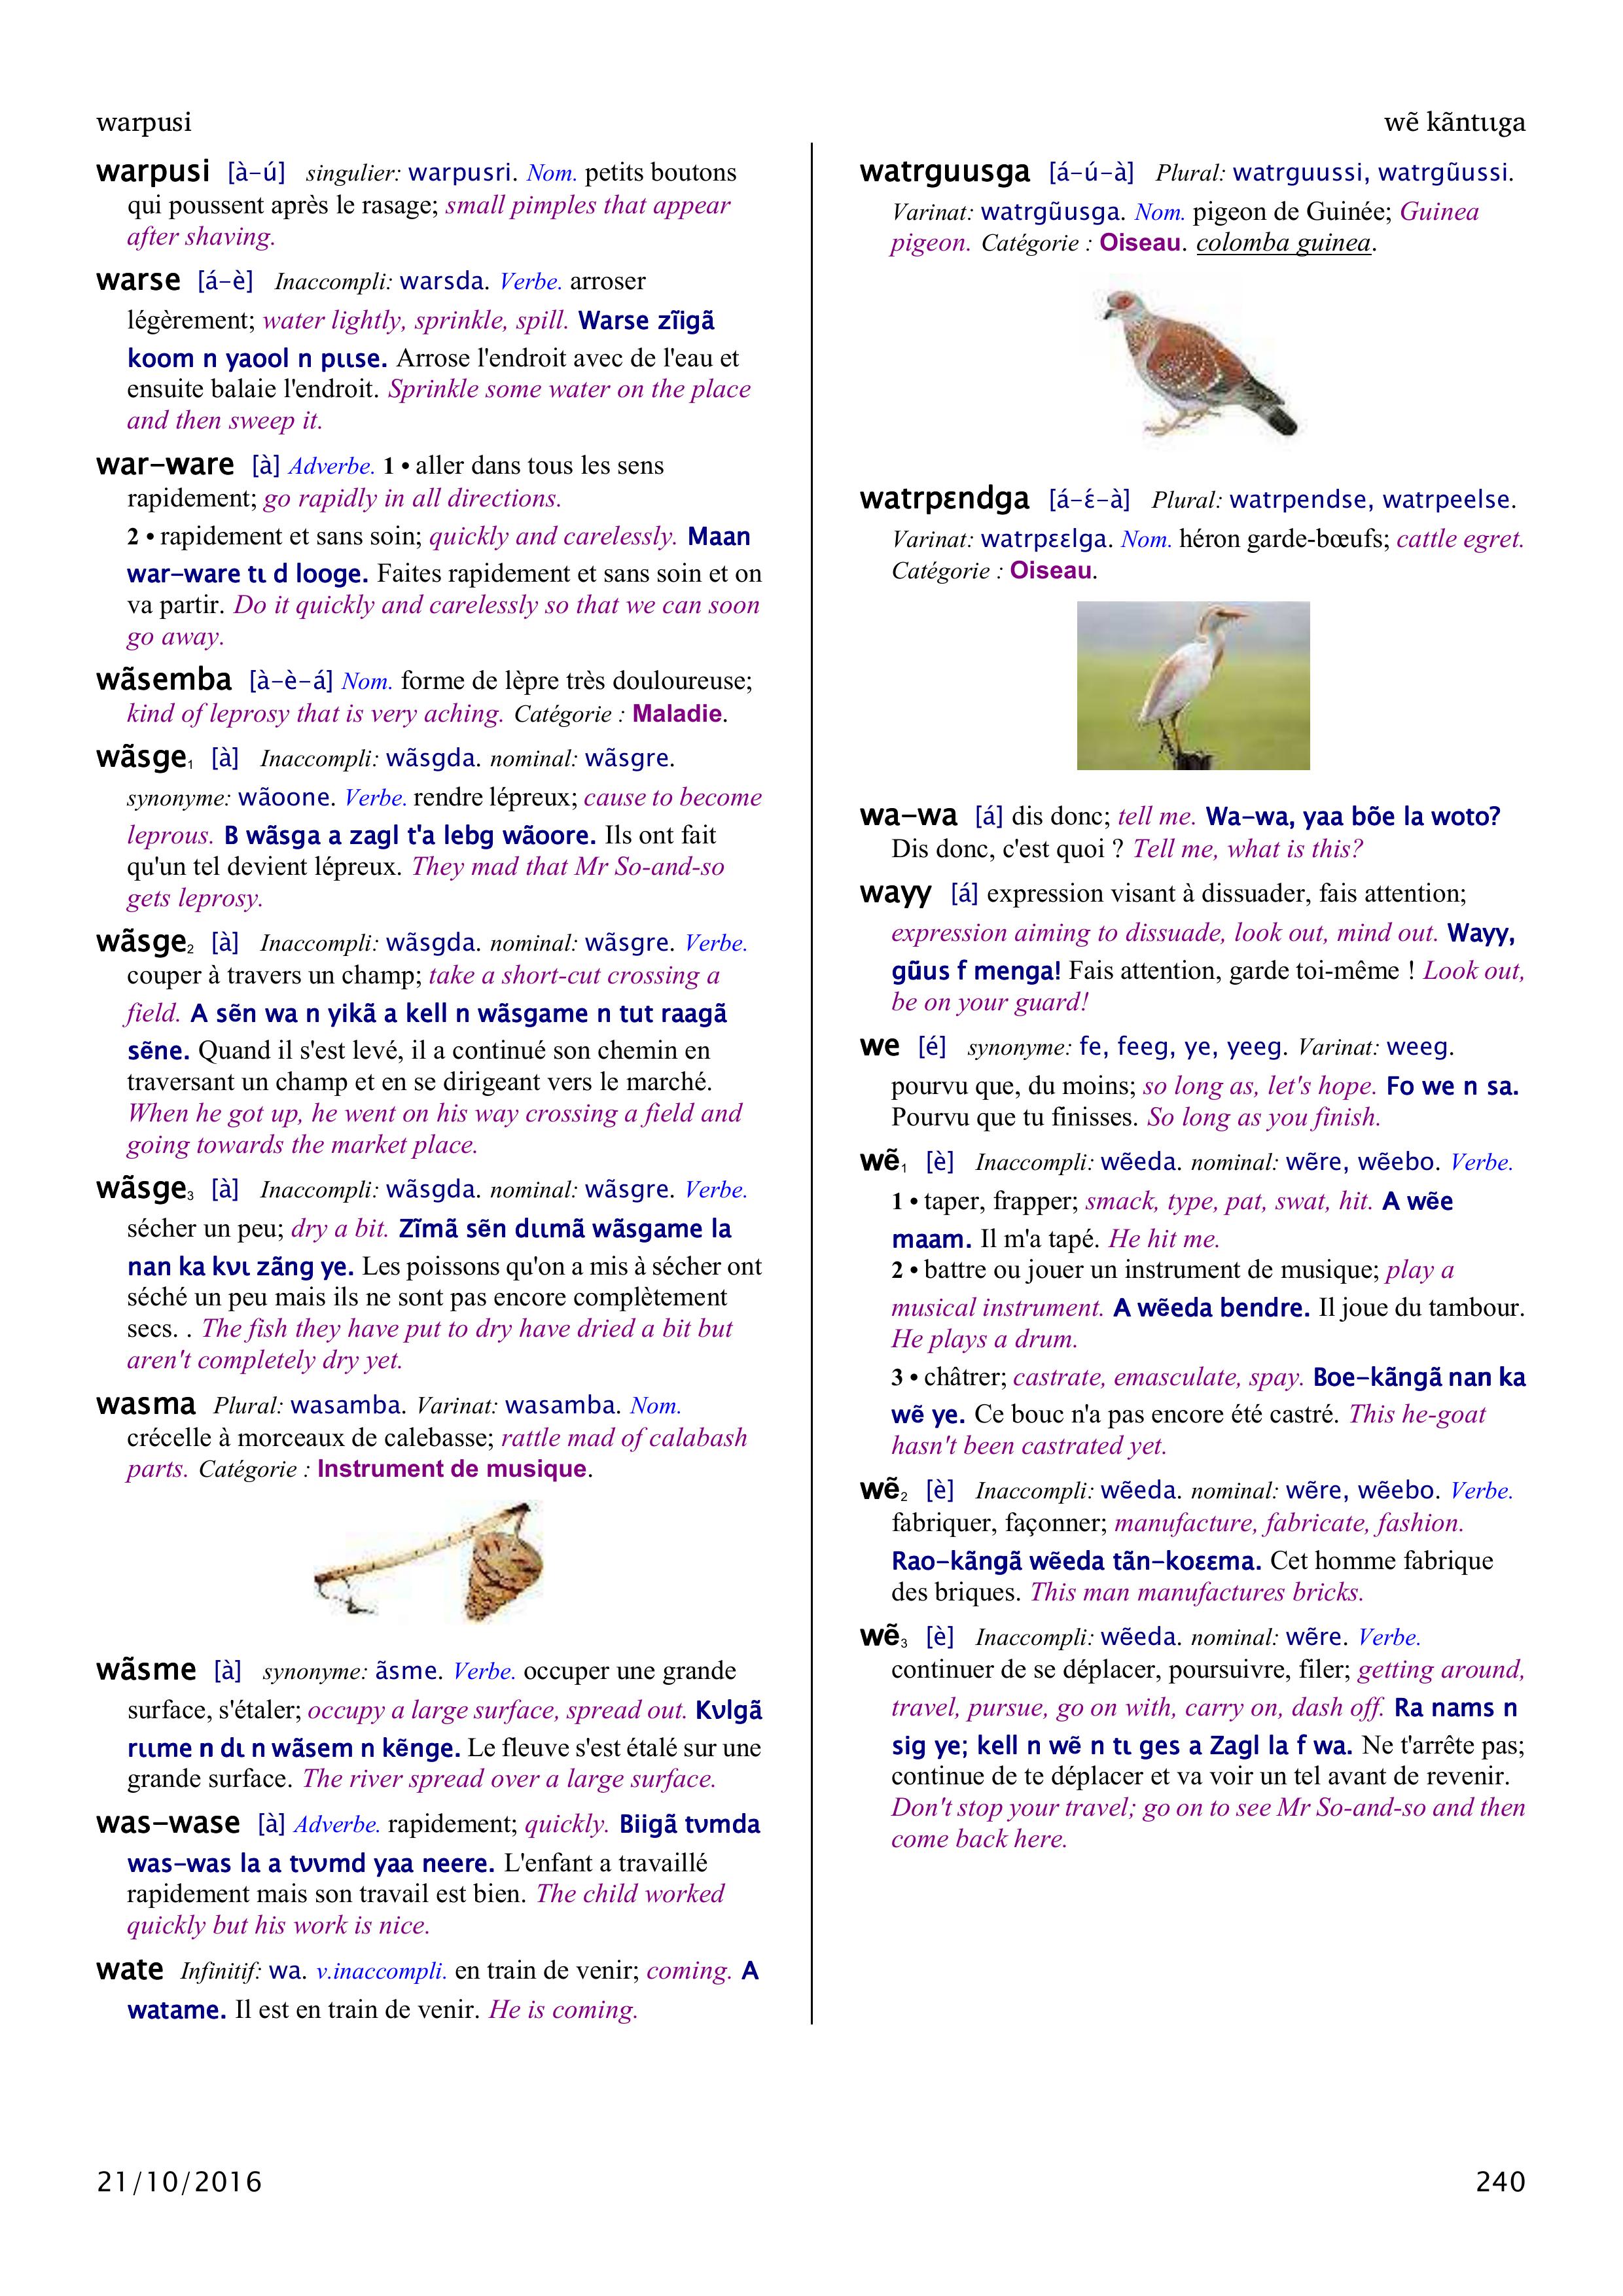 warpusi
wẽ kãntɩɩga
warpusi [à-ú] singulier: warpusri. Nom. petits boutons
qui poussent après le rasage; small pimples that appear
after shaving.
warse [á-è] Inaccompli: warsda. Verbe. arroser
légèrement; water lightly, sprinkle, spill. Warse zĩigã
koom n yaool n pɩɩse. Arrose l'endroit avec de l'eau et
ensuite balaie l'endroit. Sprinkle some water on the place
and then sweep it.
war-ware [à] Adverbe. 1 • aller dans tous les sens
rapidement; go rapidly in all directions.
2 • rapidement et sans soin; quickly and carelessly. Maan
war-ware tɩ d looge. Faites rapidement et sans soin et on
va partir. Do it quickly and carelessly so that we can soon
go away.
wãsemba [à-è-á] Nom. forme de lèpre très douloureuse;
kind of leprosy that is very aching. Catégorie : Maladie.
wãsge1 [à] Inaccompli: wãsgda. nominal: wãsgre.
synonyme: wãoone. Verbe. rendre lépreux; cause to become
leprous. B wãsga a zagl t'a lebg wãoore. Ils ont fait
qu'un tel devient lépreux. They mad that Mr So-and-so
gets leprosy.
wãsge2 [à] Inaccompli: wãsgda. nominal: wãsgre. Verbe.
couper à travers un champ; take a short-cut crossing a
field. A sẽn wa n yikã a kell n wãsgame n tut raagã
sẽne. Quand il s'est levé, il a continué son chemin en
traversant un champ et en se dirigeant vers le marché.
When he got up, he went on his way crossing a field and
going towards the market place.
wãsge3 [à] Inaccompli: wãsgda. nominal: wãsgre. Verbe.
sécher un peu; dry a bit. Zĩmã sẽn dɩɩmã wãsgame la
nan ka kʋɩ zãng ye. Les poissons qu'on a mis à sécher ont
séché un peu mais ils ne sont pas encore complètement
secs. . The fish they have put to dry have dried a bit but
aren't completely dry yet.
wasma Plural: wasamba. Varinat: wasamba. Nom.
crécelle à morceaux de calebasse; rattle mad of calabash
parts. Catégorie : Instrument de musique.
wãsme [à] synonyme: ãsme. Verbe. occuper une grande
surface, s'étaler; occupy a large surface, spread out. Kʋlgã
rɩɩme n dɩ n wãsem n kẽnge. Le fleuve s'est étalé sur une
grande surface. The river spread over a large surface.
was-wase [à] Adverbe. rapidement; quickly. Biigã tʋmda
was-was la a tʋʋmd yaa neere. L'enfant a travaillé
rapidement mais son travail est bien. The child worked
quickly but his work is nice.
wate Infinitif: wa. v.inaccompli. en train de venir; coming. A
watame. Il est en train de venir. He is coming.
watrguusga [á-ú-à] Plural: watrguussi, watrgũussi.
Varinat: watrgũusga. Nom. pigeon de Guinée; Guinea
pigeon. Catégorie : Oiseau. colomba guinea.
watrpɛndga [á-ɛ́-à] Plural: watrpendse, watrpeelse.
Varinat: watrpɛɛlga. Nom. héron garde-bœufs; cattle egret.
Catégorie : Oiseau.
wa-wa [á] dis donc; tell me. Wa-wa, yaa bõe la woto?
Dis donc, c'est quoi ? Tell me, what is this?
wayy [á] expression visant à dissuader, fais attention;
expression aiming to dissuade, look out, mind out. Wayy,
gũus f menga! Fais attention, garde toi-même ! Look out,
be on your guard!
we [é] synonyme: fe, feeg, ye, yeeg. Varinat: weeg.
pourvu que, du moins; so long as, let's hope. Fo we n sa.
Pourvu que tu finisses. So long as you finish.
wẽ1 [è] Inaccompli: wẽeda. nominal: wẽre, wẽebo. Verbe.
1 • taper, frapper; smack, type, pat, swat, hit. A wẽe
maam. Il m'a tapé. He hit me.
2 • battre ou jouer un instrument de musique; play a
musical instrument. A wẽeda bendre. Il joue du tambour.
He plays a drum.
3 • châtrer; castrate, emasculate, spay. Boe-kãngã nan ka
wẽ ye. Ce bouc n'a pas encore été castré. This he-goat
hasn't been castrated yet.
wẽ2 [è] Inaccompli: wẽeda. nominal: wẽre, wẽebo. Verbe.
fabriquer, façonner; manufacture, fabricate, fashion.
Rao-kãngã wẽeda tãn-koɛɛma. Cet homme fabrique
des briques. This man manufactures bricks.
wẽ3 [è] Inaccompli: wẽeda. nominal: wẽre. Verbe.
continuer de se déplacer, poursuivre, filer; getting around,
travel, pursue, go on with, carry on, dash off. Ra nams n
sig ye; kell n wẽ n tɩ ges a Zagl la f wa. Ne t'arrête pas;
continue de te déplacer et va voir un tel avant de revenir.
Don't stop your travel; go on to see Mr So-and-so and then
come back here.
21/10/2016
240